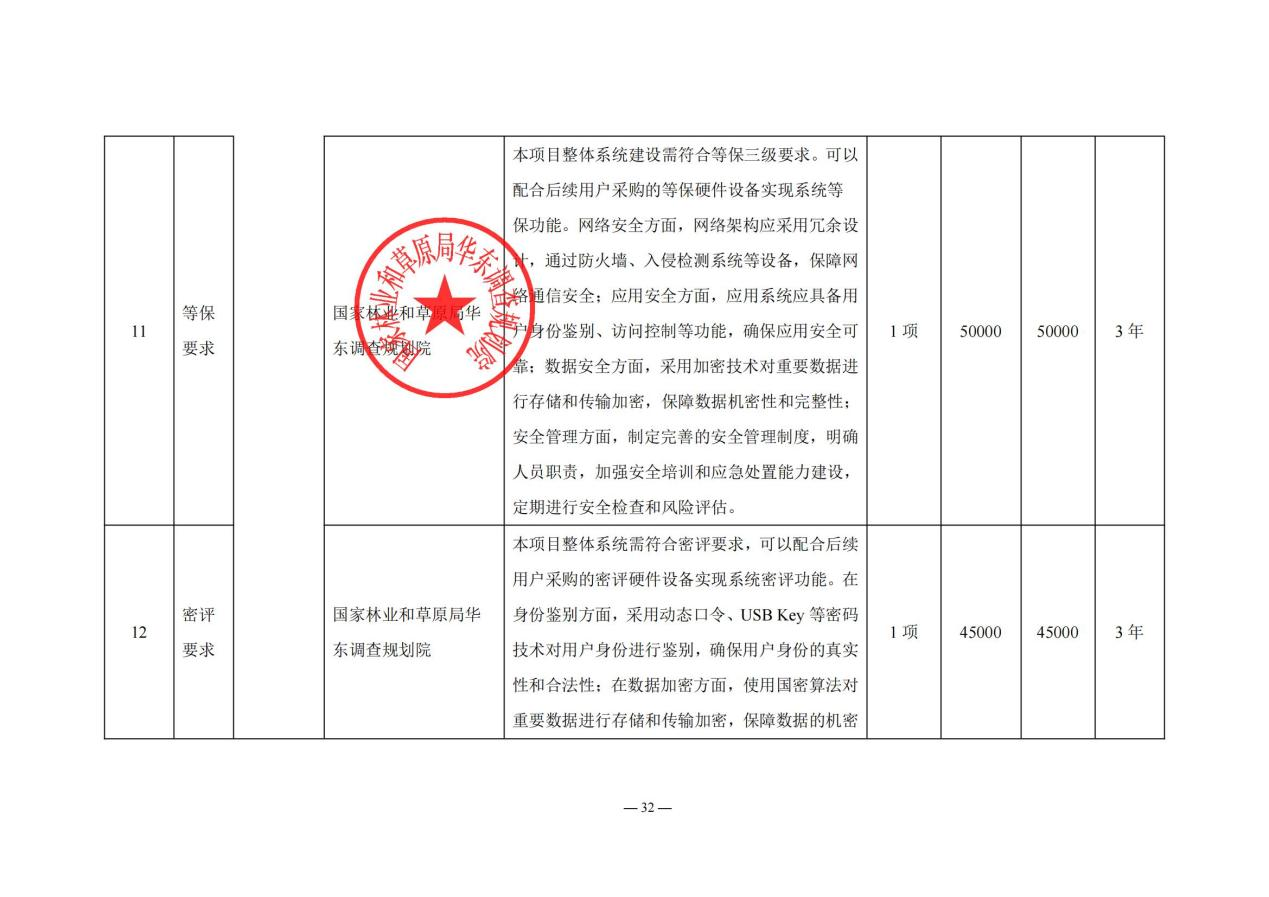 11
等保
要求
国家林业和草原局华
东调查规划院
国家林业和草原局华东调查规划院
本项目整体系统建设需符合等保三级要求。可以
配合后续用户采购的等保硬件设备实现系统等
保功能。网络安全方面，网络架构应采用冗余设
计，通过防火墙、入侵检测系统等设备，保障网
络通信安全；应用安全方面，应用系统应具备用
户身份鉴别、访问控制等功能，确保应用安全可
靠；数据安全方面，采用加密技术对重要数据进
行存储和传输加密，保障数据机密性和完整性；
安全管理方面，制定完善的安全管理制度，明确
人员职责，加强安全培训和应急处置能力建设，
定期进行安全检查和风险评估。
1 项
50000
50000
3 年
12
密评
要求
国家林业和草原局华
东调查规划院
本项目整体系统需符合密评要求，可以配合后续
用户采购的密评硬件设备实现系统密评功能。在
身份鉴别方面，采用动态口令、USB Key 等密码
技术对用户身份进行鉴别，确保用户身份的真实
性和合法性；在数据加密方面，使用国密算法对
重要数据进行存储和传输加密，保障数据的机密
1 项
45000
45000
3 年
— 32 —